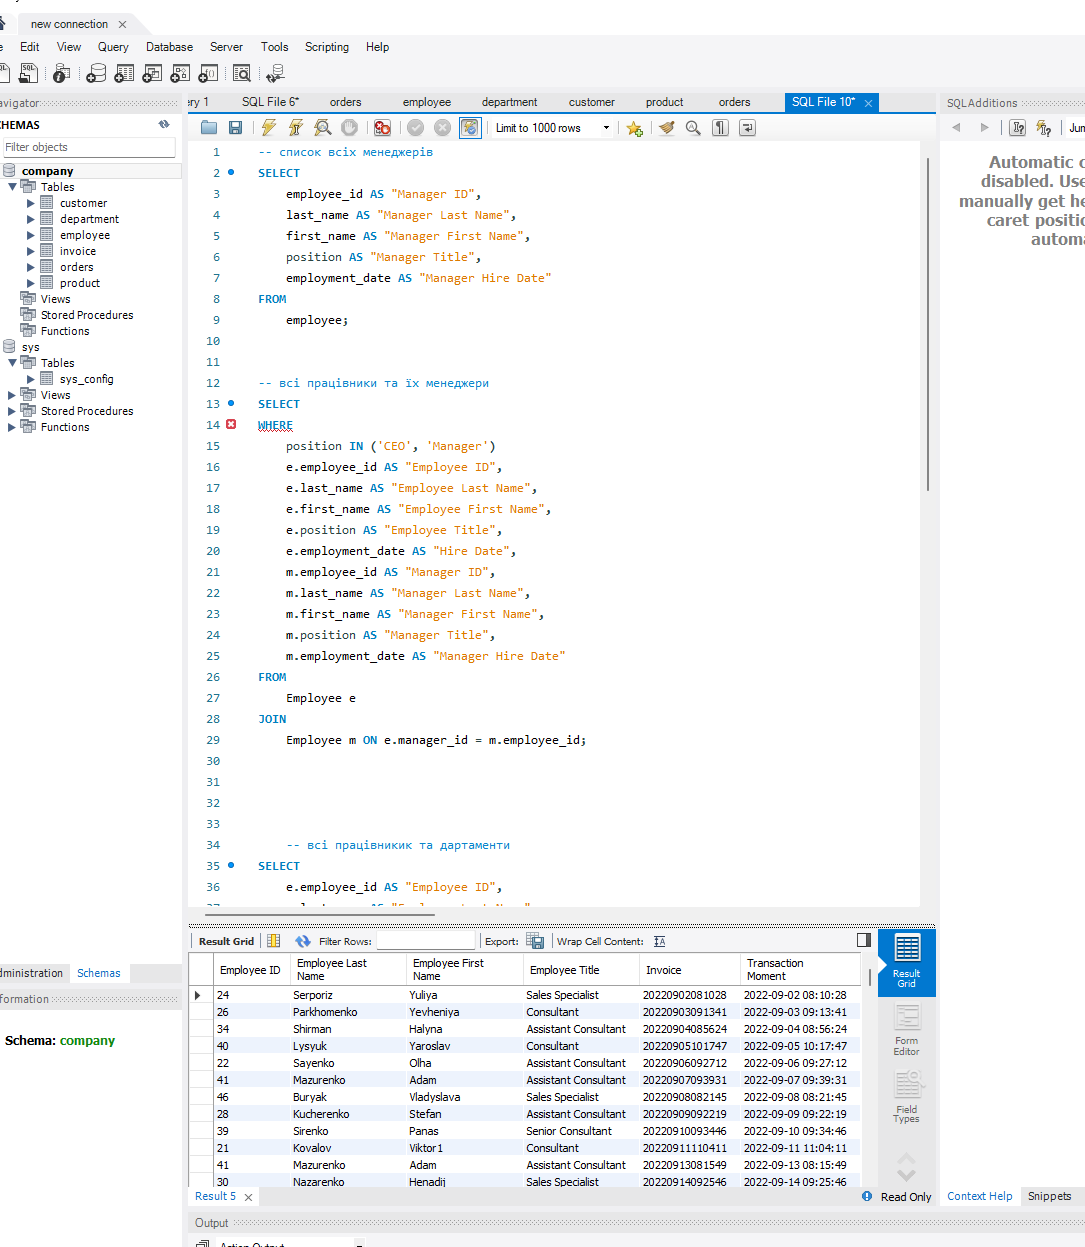 new connection
Edit View Query Database Server Tools Scripting Help
Navigator
SCHEMAS
Filter objects
company
Tables
customer
department
employee
invoice
orders
product
Views
Stored Procedures
Functions
sys
Tables
sys_config
Views
Stored Procedures
Functions
Administration Schemas
Information
Schema: company
ery 1 SQL File 6* orders employee department customer product orders SQL File 10*
Limit to 1000 rows
1 -- список всіх менеджерів
2 SELECT
3 employee_id AS "Manager ID",
4 last_name AS "Manager Last Name",
5 first_name AS "Manager First Name",
6 position AS "Manager Title",
7 employment_date AS "Manager Hire Date"
8 FROM
9 employee;
10
11
12 -- всі працівники та їх менеджери
13 SELECT
14 WHERE
15 position IN ('CEO', 'Manager')
16 e.employee_id AS "Employee ID",
17 e.last_name AS "Employee Last Name",
18 e.first_name AS "Employee First Name",
19 e.position AS "Employee Title",
20 e.employment_date AS "Hire Date",
21 m.employee_id AS "Manager ID",
22 m.last_name AS "Manager Last Name",
23 m.first_name AS "Manager First Name",
24 m.position AS "Manager Title",
25 m.employment_date AS "Manager Hire Date"
26 FROM
27 Employee e
28 JOIN
29 Employee m ON e.manager_id = m.employee_id;
30
31
32
33
34 -- всі працівникик та дартаменти
35 SELECT
36 e.employee_id AS "Employee ID",
Result Grid Filter Rows: Export: Wrap Cell Content:
Employee ID Employee Last Name Employee First Name Employee Title Invoice Transaction Moment
24 Serporiz Yuliya Sales Specialist 20220902081028 2022-09-02 08:10:28
26 Parkhomenko Yevheniya Consultant 20220903091341 2022-09-03 09:13:41
34 Shirman Halyna Assistant Consultant 20220904085624 2022-09-04 08:56:24
40 Lysyuk Yaroslav Consultant 20220905101747 2022-09-05 10:17:47
22 Sayenko Olha Assistant Consultant 20220906092712 2022-09-06 09:27:12
41 Mazurenko Adam Assistant Consultant 20220907093931 2022-09-07 09:39:31
46 Buryak Vladyslava Sales Specialist 20220908082145 2022-09-08 08:21:45
28 Kucherenko Stefan Assistant Consultant 20220909092219 2022-09-09 09:22:19
39 Sirenko Panas Senior Consultant 20220910093446 2022-09-10 09:34:46
21 Kovalov Viktor1 Consultant 20220911110411 2022-09-11 11:04:11
41 Mazurenko Adam Assistant Consultant 20220913081549 2022-09-13 08:15:49
30 Nazarenko Henadij Sales Specialist 20220914092546 2022-09-14 09:25:46
Result Grid
Form Editor
Field Types
Result 5 Read Only
Output
Action Output
SQLAdditions
Jum
Automatic c
disabled. Use
manually get he
caret positio
automa
Context Help Snippets